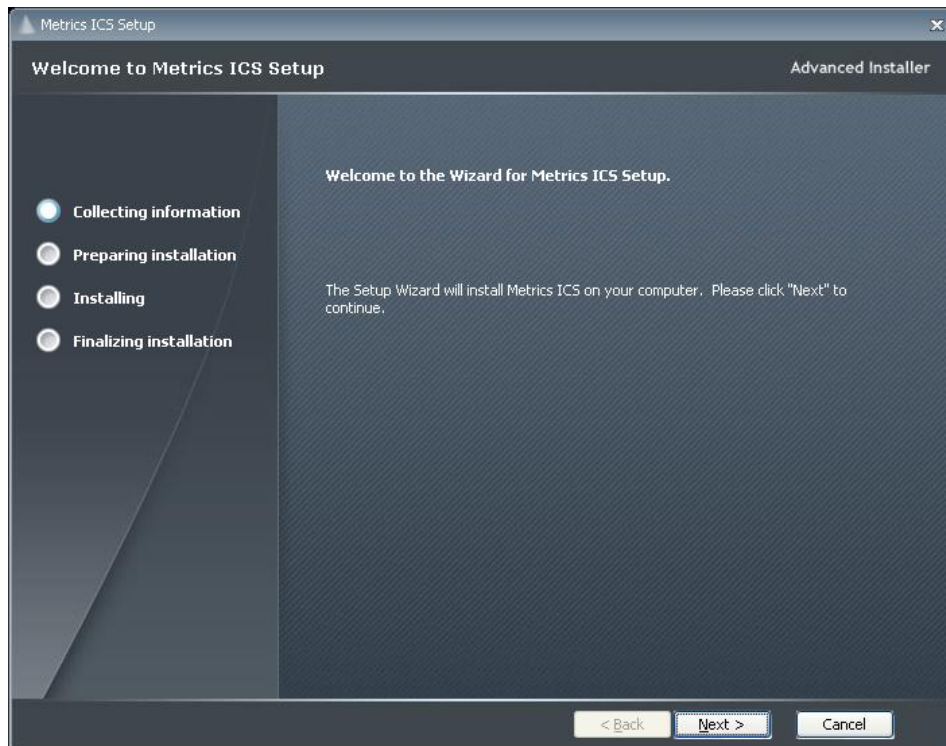 Metrics ICS Setup
Welcome to Metrics ICS Setup
Advanced Installer
Collecting information
Preparing installation
Installing
Finalizing installation
Welcome to the Wizard for Metrics ICS Setup.
The Setup Wizard will install Metrics ICS on your computer.  Please click "Next" to
continue.
< Back
Next >
Cancel